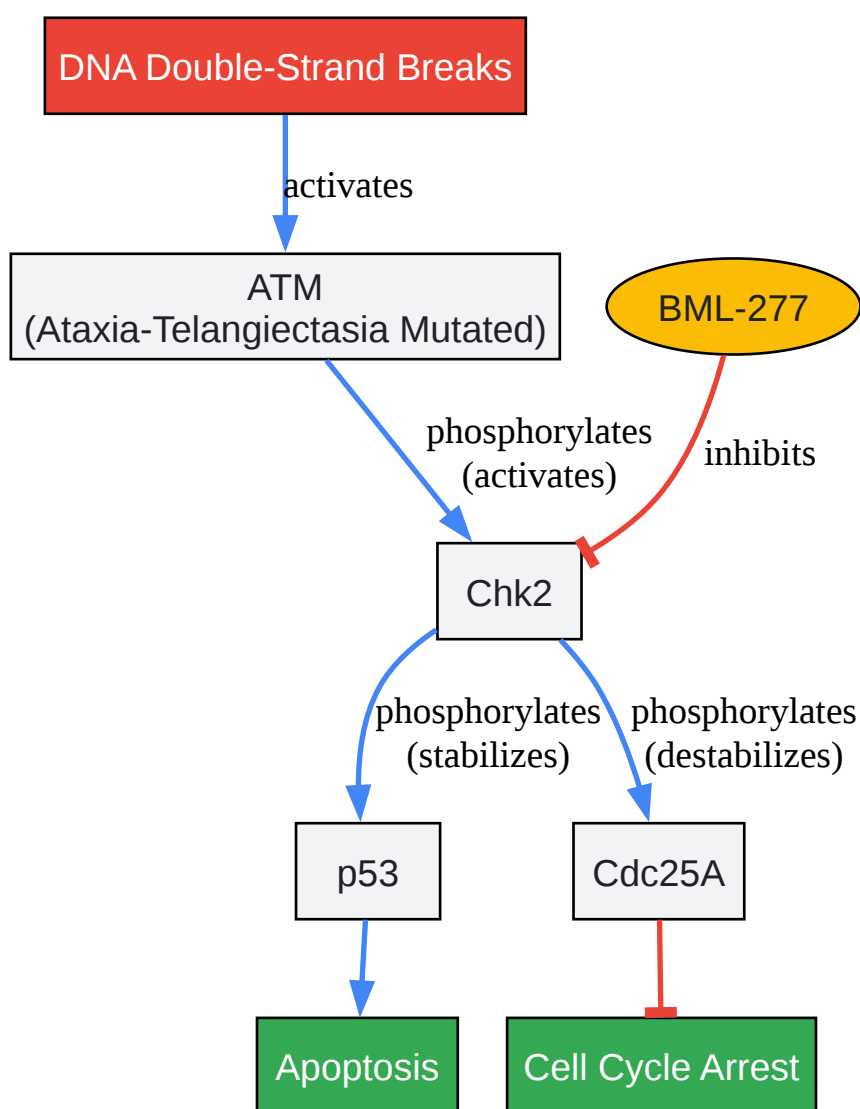 DNA Double-Strand Breaks
activates
ATM
(Ataxia-Telangiectasia Mutated)
BML-277
phosphorylates
(activates)
inhibits
Chk2
phosphorylates
(stabilizes)
phosphorylates
(destabilizes)
p53
Cdc25A
Apoptosis
Cell Cycle Arrest